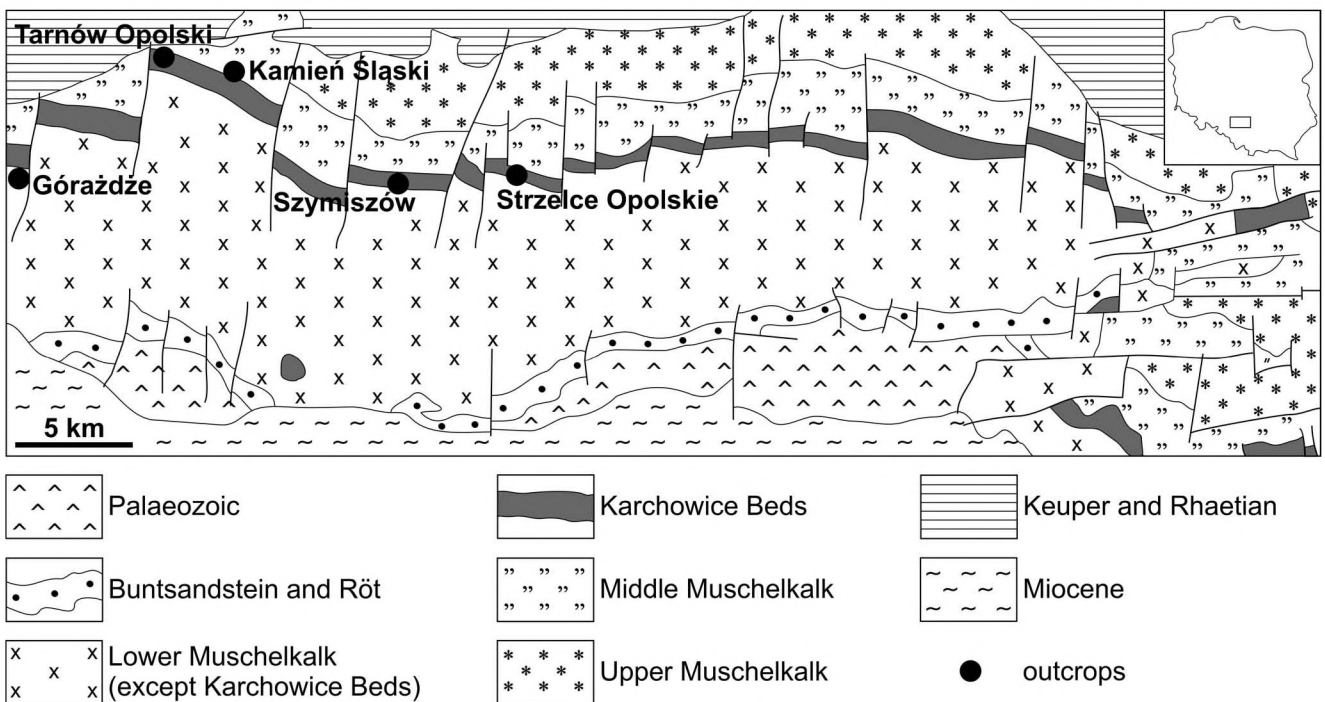 Tarnów Opolski
Kamień Śląski
Górażdże
Szymiszów
Strzelce Opolskie
5 km
Palaeozoic
Karchowice Beds
Keuper and Rhaetian
Buntsandstein and Röt
Middle Muschelkalk
Miocene
Lower Muschelkalk
(except Karchowice Beds)
Upper Muschelkalk
outcrops